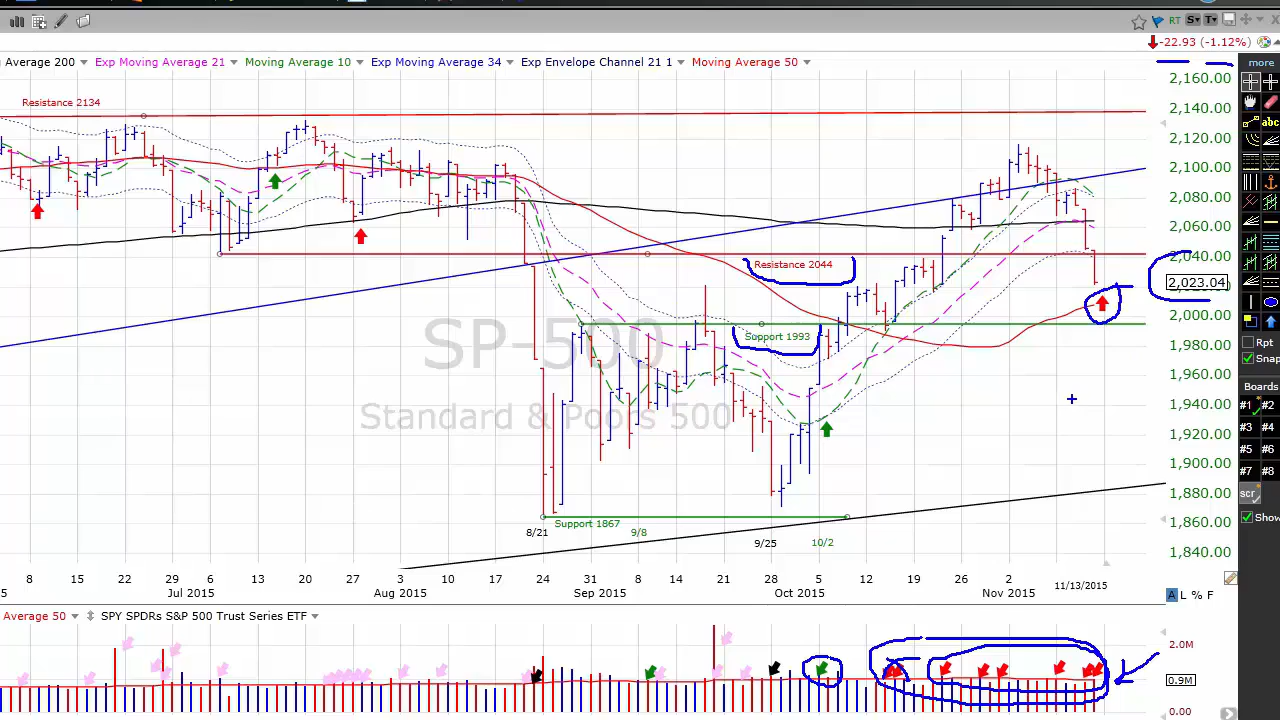 RT S T
-22.93 (-1.12%)
ng Average 200 Exp Moving Average 21 Moving Average 10 Exp Moving Average 34 Exp Envelope Channel 21 1 Moving Average 50 more
2,160.00
Resistance 2134
2,140.00
2,120.00 abc
2,100.00
2,080.00
2,060.00
2,040.00
Resistance 2044
2,023.04
2,000.00
Support 1993
SP-500
1,980.00 Rpt
1,960.00 Snap
Boards
1,940.00 #1 #2
Standard & Poors 500
1,920.00 #3 #4
1,900.00 #5 #6
1,880.00 #7 #8
scr
1,860.00 Show
Support 1867
8/21 9/8 9/25 10/2
1,840.00
8 15 22 29 6 13 20 27 3 10 17 24 31 8 14 21 28 5 12 19 26 2 11/13/2015
5 Jul 2015 Aug 2015 Sep 2015 Oct 2015 Nov 2015 A L % F
Average 50 SPY SPDRs S&P 500 Trust Series ETF
2.0M
0.9M
0.00